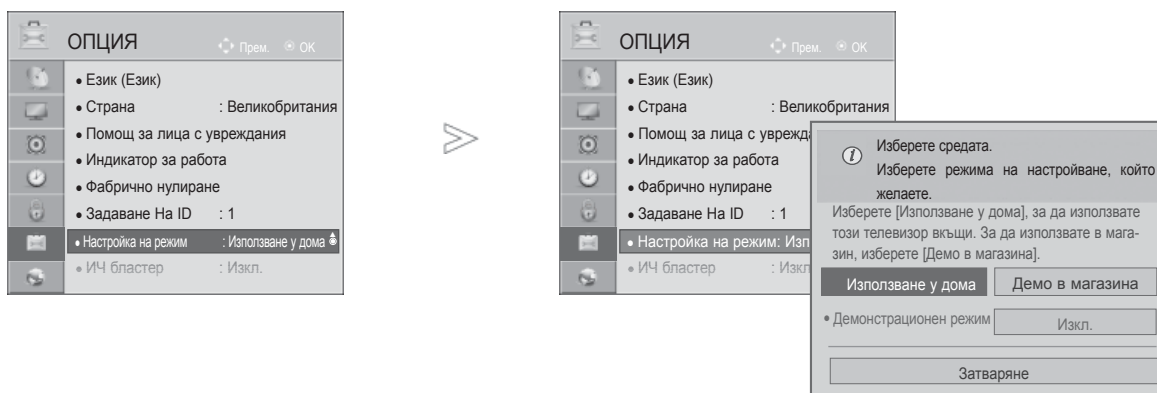 ОПЦИЯ Прем. OK
• Език (Език)
• Страна : Великобритания
• Помощ за лица с увреждания
• Индикатор за работа
• Фабрично нулиране
• Задаване На ID : 1
• Настройка на режим : Използване у дома
• ИЧ бластер : Изкл.
ОПЦИЯ Прем. OK
• Език (Език)
• Страна : Великобритания
• Помощ за лица с уврежд
• Индикатор за работа
• Фабрично нулиране
• Задаване На ID : 1
• Настройка на режим: Изп
• ИЧ бластер : Изкл
Изберете средата.
Изберете режима на настройване, който
желаете.
Изберете [Използване у дома], за да използвате
този телевизор вкъщи. За да използвате в мага-
зин, изберете [Демо в магазина].
Използване у дома Демо в магазина
• Демонстрационен режим Изкл.
Затваряне